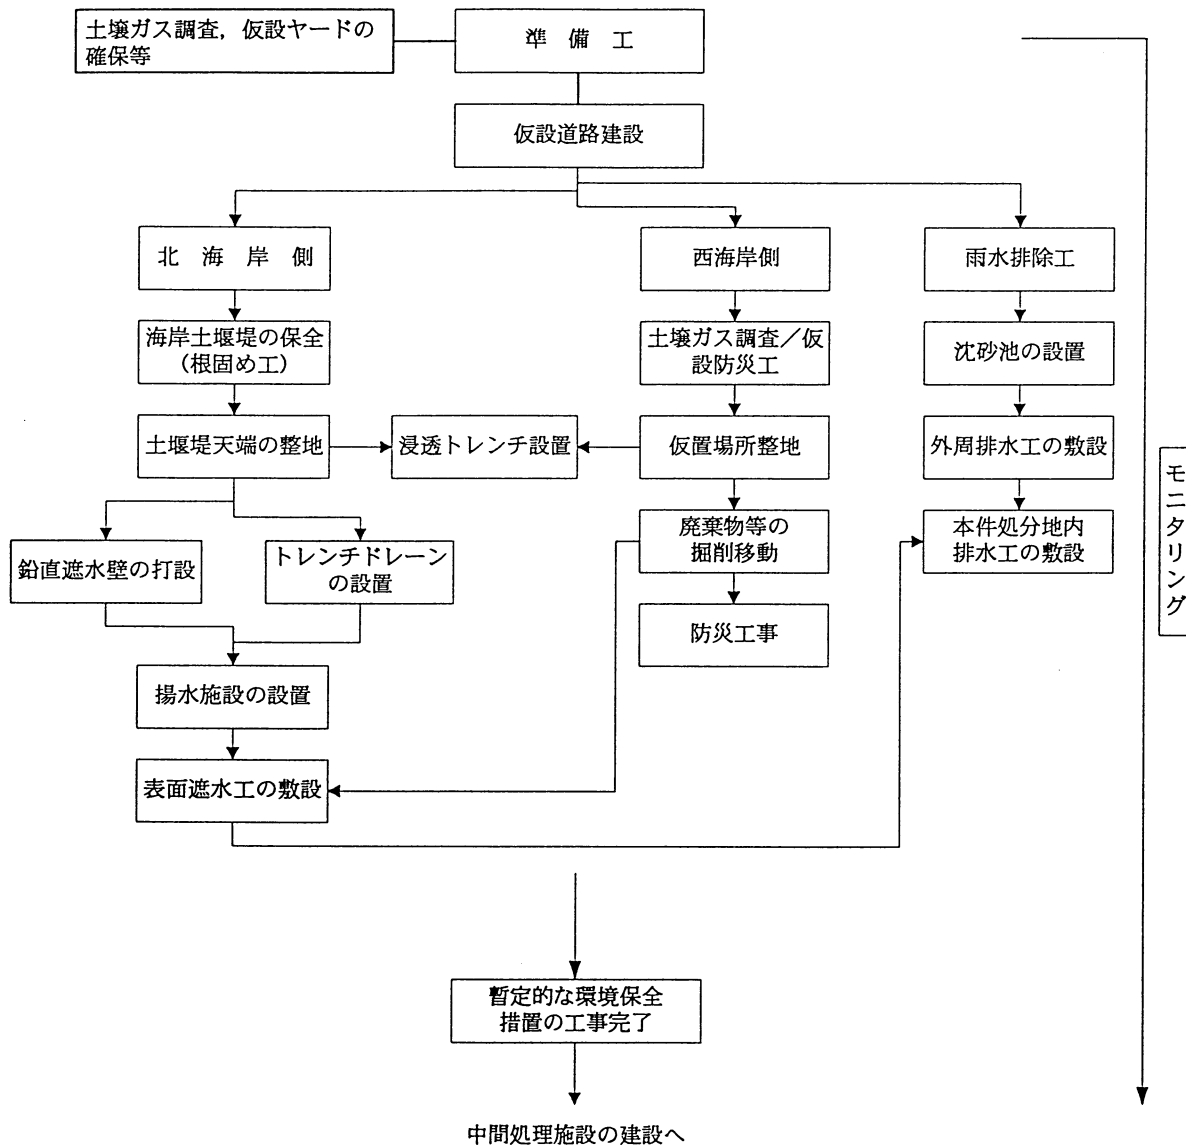 土壌ガス調査，仮設ヤードの
確保等
準　備　工
仮設道路建設
北　海　岸　側
西海岸側
雨水排除工
海岸土堰堤の保全
(根固め工)
土壌ガス調査／仮
設防災工
沈砂池の設置
土堰堤天端の整地
浸透トレンチ設置
仮置場所整地
外周排水工の敷設
鉛直遮水壁の打設
トレンチドレーン
の設置
廃棄物等の
掘削移動
本件処分地内
排水工の敷設
防災工事
揚水施設の設置
表面遮水工の敷設
モニタリング
暫定的な環境保全
措置の工事完了
中間処理施設の建設へ